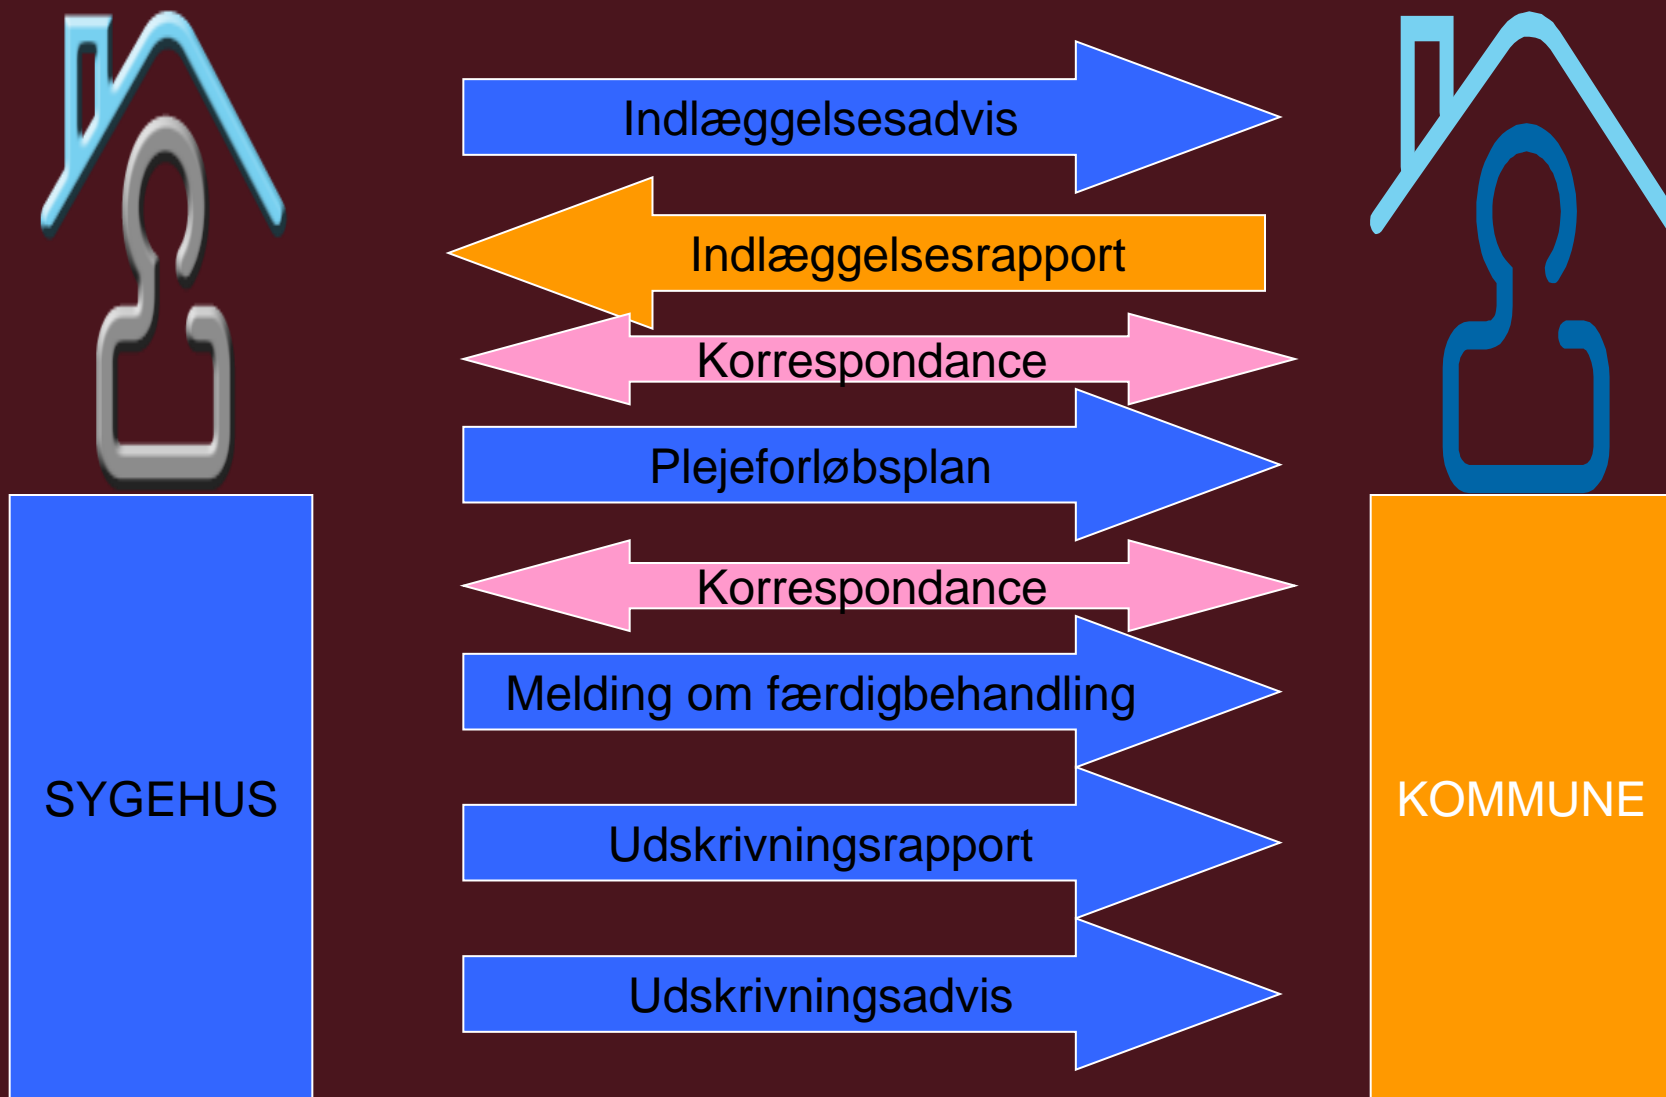 Indlæggelsesadvis
Indlæggelsesrapport
Korrespondance
Plejeforløbsplan
Korrespondance
Melding om færdigbehandling
SYGEHUS
KOMMUNE
Udskrivningsrapport
Udskrivningsadvis